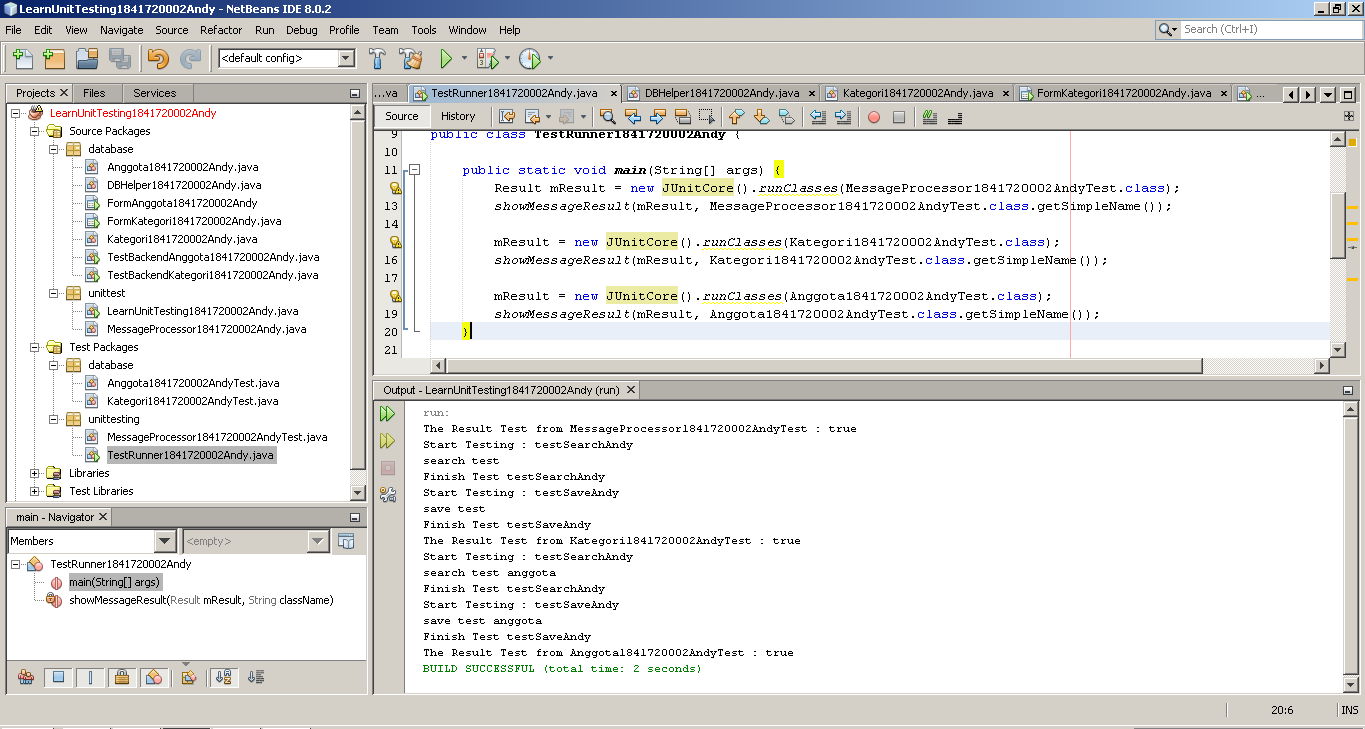 LearnUnitTesting1841720002Andy - NetBeans IDE 8.0.2
File Edit View Navigate Source Refactor Run Debug Profile Team Tools Window Help
Search (Ctrl+I)
<default config>
Projects Files Services
LearnUnitTesting1841720002Andy
Source Packages
database
Anggota1841720002Andy.java
DBHelper1841720002Andy.java
FormAnggota1841720002Andy
FormKategori1841720002Andy.java
Kategori1841720002Andy.java
TestBackendAnggota1841720002Andy.java
TestBackendKategori1841720002Andy.java
unittest
LearnUnitTesting1841720002Andy.java
MessageProcessor1841720002Andy.java
Test Packages
database
Anggota1841720002AndyTest.java
Kategori1841720002AndyTest.java
unittesting
MessageProcessor1841720002AndyTest.java
TestRunner1841720002Andy.java
Libraries
Test Libraries
main - Navigator
Members <empty>
TestRunner1841720002Andy
main(String[] args)
showMessageResult(Result mResult, String className)
...va TestRunner1841720002Andy.java DBHelper1841720002Andy.java Kategori1841720002Andy.java FormKategori1841720002Andy.java ...
Source History
9 public class TestRunner1841720002Andy {
10
11 public static void main(String[] args) {
Result mResult = new JUnitCore().runClasses(MessageProcessor1841720002AndyTest.class);
13 showMessageResult(mResult, MessageProcessor1841720002AndyTest.class.getSimpleName());
14
mResult = new JUnitCore().runClasses(Kategori1841720002AndyTest.class);
16 showMessageResult(mResult, Kategori1841720002AndyTest.class.getSimpleName());
17
mResult = new JUnitCore().runClasses(Anggota1841720002AndyTest.class);
19 showMessageResult(mResult, Anggota1841720002AndyTest.class.getSimpleName());
20 }
21
Output - LearnUnitTesting1841720002Andy (run)
run:
The Result Test from MessageProcessor1841720002AndyTest : true
Start Testing : testSearchAndy
search test
Finish Test testSearchAndy
Start Testing : testSaveAndy
save test
Finish Test testSaveAndy
The Result Test from Kategori1841720002AndyTest : true
Start Testing : testSearchAndy
search test anggota
Finish Test testSearchAndy
Start Testing : testSaveAndy
save test anggota
Finish Test testSaveAndy
The Result Test from Anggota1841720002AndyTest : true
BUILD SUCCESSFUL (total time: 2 seconds)
20:6 INS